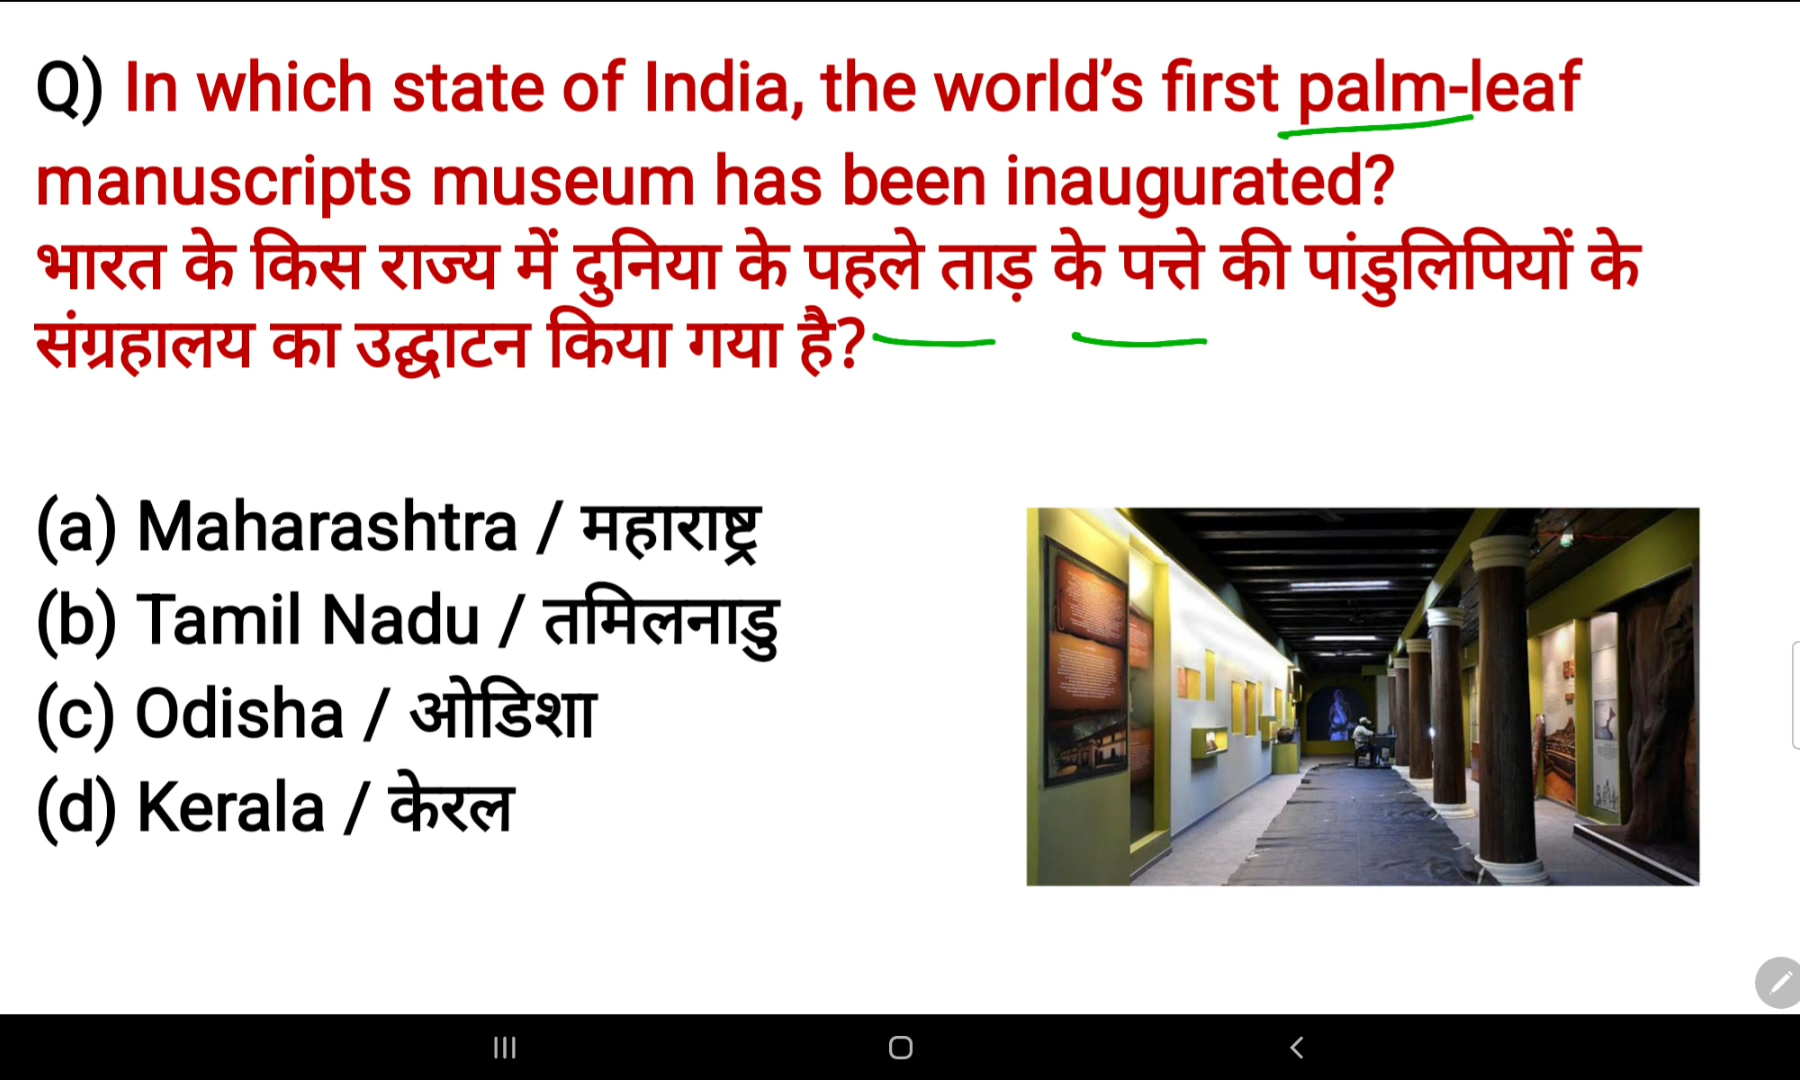 Q) In which state of India, the world's first palm-leaf
manuscripts museum has been inaugurated?
भारत के किस राज्य में दुनिया के पहले ताड़ के पत्ते की पांडुलिपियों के
संग्रहालय का उद्घाटन किया गया है?
(a) Maharashtra / महाराष्ट्र
(b) Tamil Nadu / तमिलनाडु
(c) Odisha / ओडिशा
(d) Kerala / केरल